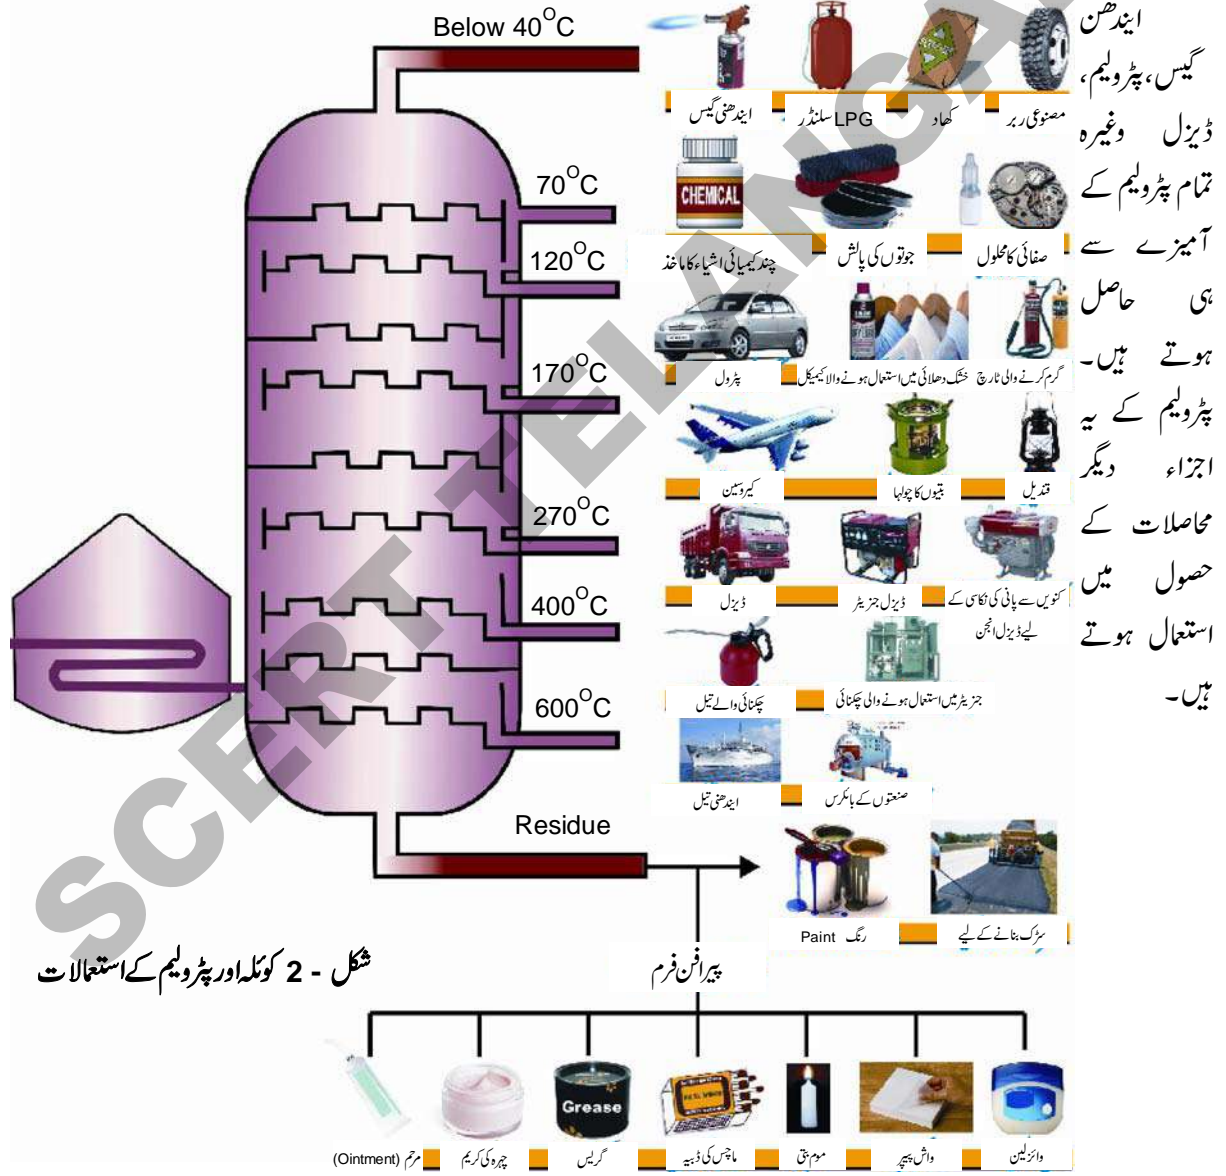 ایندھن
گیس، پٹرولیم،
ڈیزل وغیرہ
تمام پٹرولیم کے
آمیزے سے
ہی حاصل
ہوتے ہیں۔
پٹرولیم کے یہ
اجزاء دیگر
محاصلات کے
حصول میں
استعمال ہوتے
ہیں۔
Below 40°C
70°C
120°C
170°C
270°C
400°C
600°C
Residue
مصنوعی ربر
کھاد
LPG سلنڈر
ایندھنی گیس
CHEMICAL
صفائی کا محلول
جوتوں کی پالش
چند کیمیائی اشیاء کا ماخذ
گرم کرنے والی ٹارچ
خشک دھلائی میں استعمال ہونے والا کیمیکل
پٹرول
قندیل
بتیوں کا چولہا
کیروسین
کنویں سے پانی کی نکاسی کے
لیے ڈیزل انجن
ڈیزل جنریٹر
ڈیزل
جنریٹر میں استعمال ہونے والی چکنائی
چکنائی والے تیل
صنعتوں کے بائلرس
ایندھنی تیل
سڑک بنانے کے لیے
رنگ Paint
پیرافن فرم
شکل - 2 کوئلہ اور پٹرولیم کے استعمالات
Grease
وائزلین
واش پیپر
موم بتی
ماچس کی ڈبیہ
گریس
چہرہ کی کریم
مرہم (Ointment)
SCERT TELANGA